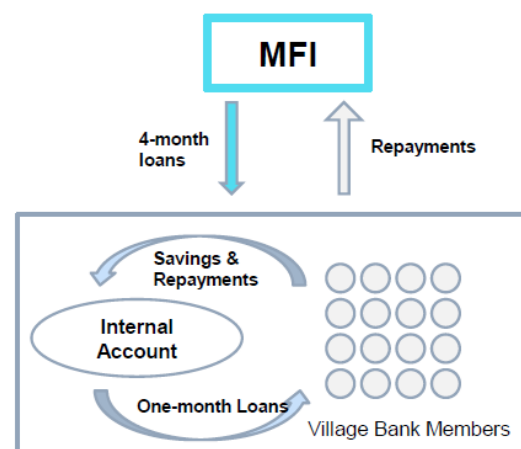 MFI
4-month
loans
Repayments
Savings &
Repayments
Internal
Account
One-month Loans
Village Bank Members